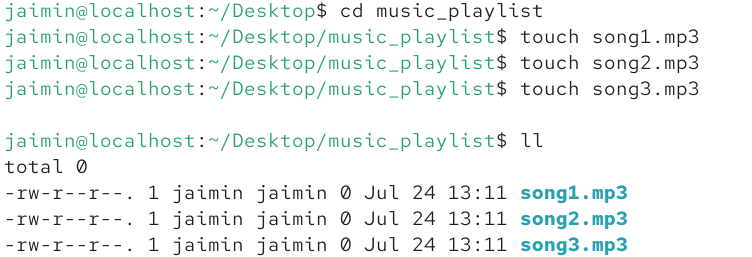 jaimin@localhost:~/Desktop$ cd music_playlist
jaimin@localhost:~/Desktop/music_playlist$ touch song1.mp3
jaimin@localhost:~/Desktop/music_playlist$ touch song2.mp3
jaimin@localhost:~/Desktop/music_playlist$ touch song3.mp3
jaimin@localhost:~/Desktop/music_playlist$ ll
total 0
-rw-r--r--. 1 jaimin jaimin 0 Jul 24 13:11 song1.mp3
-rw-r--r--. 1 jaimin jaimin 0 Jul 24 13:11 song2.mp3
-rw-r--r--. 1 jaimin jaimin 0 Jul 24 13:11 song3.mp3